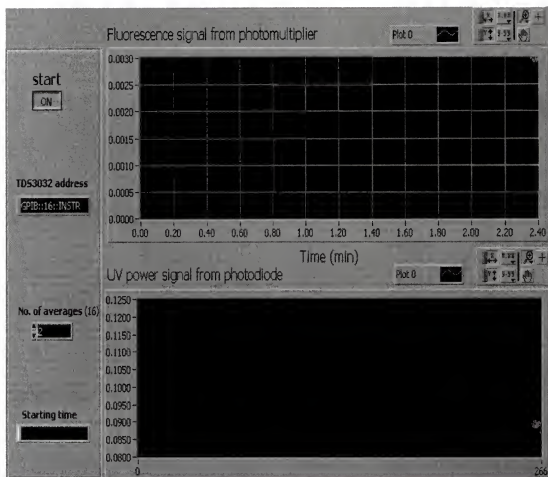 Fluorescence signal from photomultiplier
Plot 0
start
ON
TDS3032 address
GPIB::16::INSTR
No. of averages (16)
2
Starting time
0.0030
0.0025
0.0020
0.0015
0.0010
0.0005
0.0000
0.00 0.20 0.40 0.60 0.80 1.00 1.20 1.40 1.60 1.80 2.00 2.20 2.40
Time (min)
UV power signal from photodiode
Plot 0
0.1250
0.1200
0.1150
0.1100
0.1050
0.1000
0.0950
0.0900
0.0850
0.0800
0 266